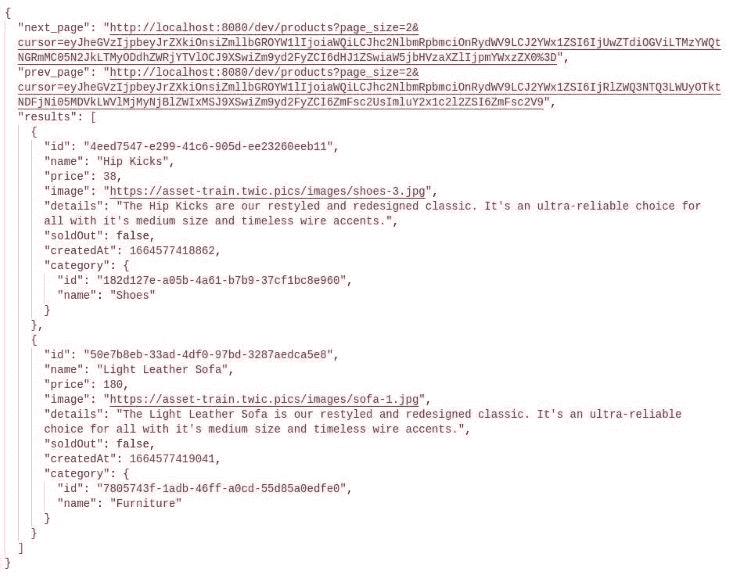 {
"next_page": "http://localhost:8080/dev/products?page_size=2&
cursor=eyJheGVzIjpbeyJrZXkiOnsiZmllbGROYW1lIjoiaWQiLCJhc2NlbmRpbmciOnRydWV9LCJ2YWx1ZSI6IjUwZTdiOGViLTMzYWQt
NGRmMC05N2JkLTMyODdhZWRjYTVlOCJ9XSwiZm9yd2FyZCI6dHJ1ZSwiaW5jbHVzaXZlIjpmYWxzZX0%3D",
"prev_page": "http://localhost:8080/dev/products?page_size=2&
cursor=eyJheGVzIjpbeyJrZXkiOnsiZmllbGROYW1lIjoiaWQiLCJhc2NlbmRpbmciOnRydWV9LCJ2YWx1ZSI6IjRlZWQ3NTQ3LWUyOTkt
NDFjNi05MDVkLWVlMjMyNjBlZWIxMSJ9XSwiZm9yd2FyZCI6ZmFsc2UsImluY2x1c2l2ZSI6ZmFsc2V9",
"results": [
{
"id": "4eed7547-e299-41c6-905d-ee23260eeb11",
"name": "Hip Kicks",
"price": 38,
"image": "https://asset-train.twic.pics/images/shoes-3.jpg",
"details": "The Hip Kicks are our restyled and redesigned classic. It's an ultra-reliable choice for
all with it's medium size and timeless wire accents.",
"soldOut": false,
"createdAt": 1664577418862,
"category": {
"id": "182d127e-a05b-4a61-b7b9-37cf1bc8e960",
"name": "Shoes"
}
},
{
"id": "50e7b8eb-33ad-4df0-97bd-3287aedca5e8",
"name": "Light Leather Sofa",
"price": 180,
"image": "https://asset-train.twic.pics/images/sofa-1.jpg",
"details": "The Light Leather Sofa is our restyled and redesigned classic. It's an ultra-reliable
choice for all with it's medium size and timeless wire accents.",
"soldOut": false,
"createdAt": 1664577419041,
"category": {
"id": "7805743f-1adb-46ff-a0cd-55d85a0edfe0",
"name": "Furniture"
}
}
]
}